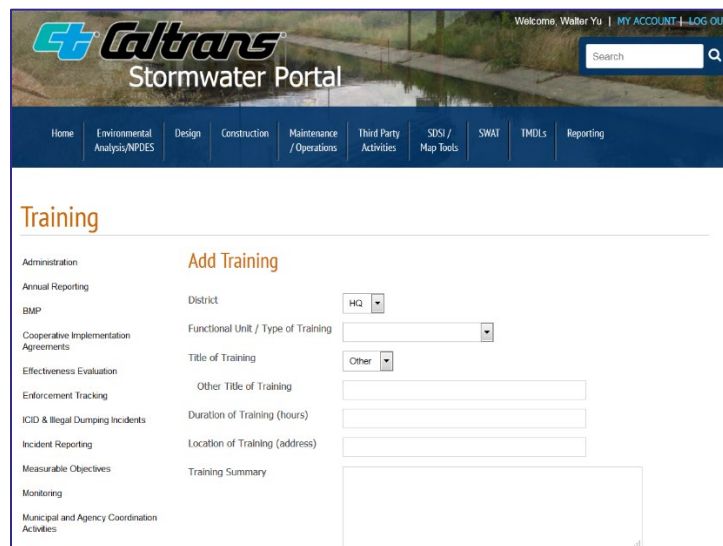 Welcome, Walter Yu | MY ACCOUNT | LOG OU
Caltrans
Stormwater Portal
Search
Home
Environmental
Analysis/NPDES
Design
Construction
Maintenance
/ Operations
Third Party
Activities
SDSI /
Map Tools
SWAT
TMDLs
Reporting
Training
Administration
Annual Reporting
BMP
Cooperative Implementation
Agreements
Effectiveness Evaluation
Enforcement Tracking
ICID & Illegal Dumping Incidents
Incident Reporting
Measurable Objectives
Monitoring
Municipal and Agency Coordination
Activities
Add Training
District
HQ
Functional Unit / Type of Training
Title of Training
Other
Other Title of Training
Duration of Training (hours)
Location of Training (address)
Training Summary